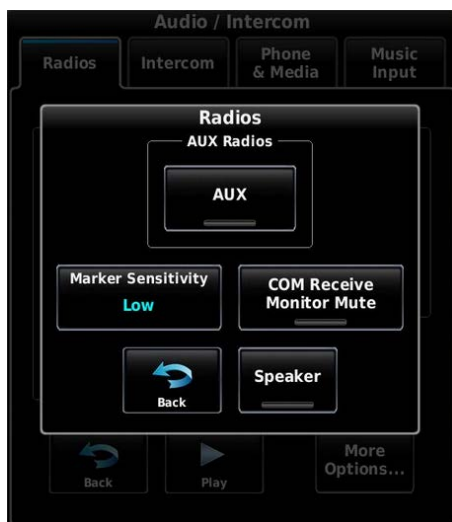 Audio / Intercom
Radios
Intercom
Phone
& Media
Music
Input
Radios
AUX Radios
AUX
Marker Sensitivity
Low
COM Receive
Monitor Mute
Back
Speaker
Back
Play
More
Options...